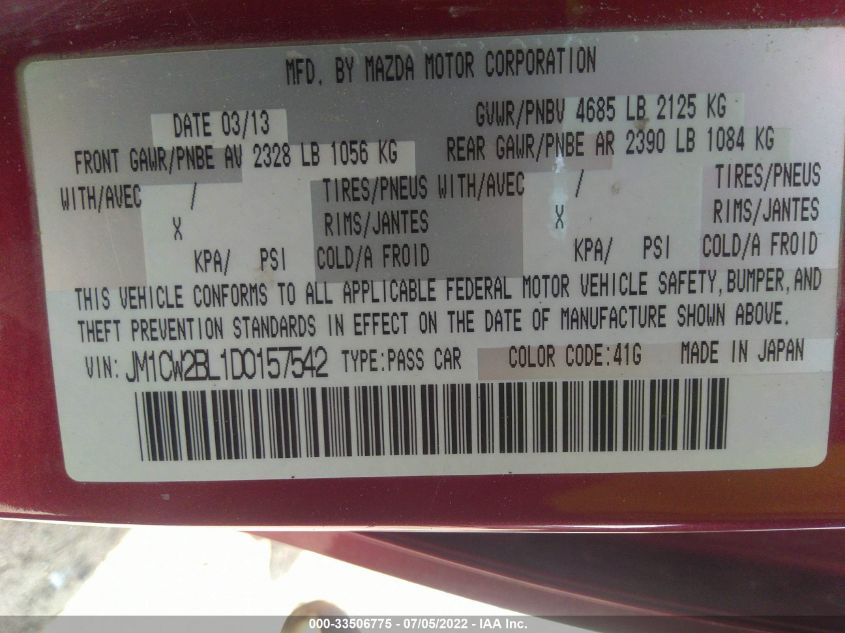 MFD. BY MAZDA MOTOR CORPORATION
DATE 03/13 GVWR/PNBV 4685 LB 2125 KG
FRONT GAWR/PNBE AV 2328 LB 1056 KG REAR GAWR/PNBE AR 2390 LB 1084 KG
WITH/AVEC / TIRES/PNEUS WITH/AVEC / TIRES/PNEUS
X RIMS/JANTES X RIMS/JANTES
KPA/ PSI COLD/A FROID KPA/ PSI COLD/A FROID
THIS VEHICLE CONFORMS TO ALL APPLICABLE FEDERAL MOTOR VEHICLE SAFETY, BUMPER, AND
THEFT PREVENTION STANDARDS IN EFFECT ON THE DATE OF MANUFACTURE SHOWN ABOVE.
VIN: JM1CW2BL1D0157542 TYPE: PASS CAR COLOR CODE: 41G MADE IN JAPAN
000-33506775 - 07/05/2022 - IAA Inc.